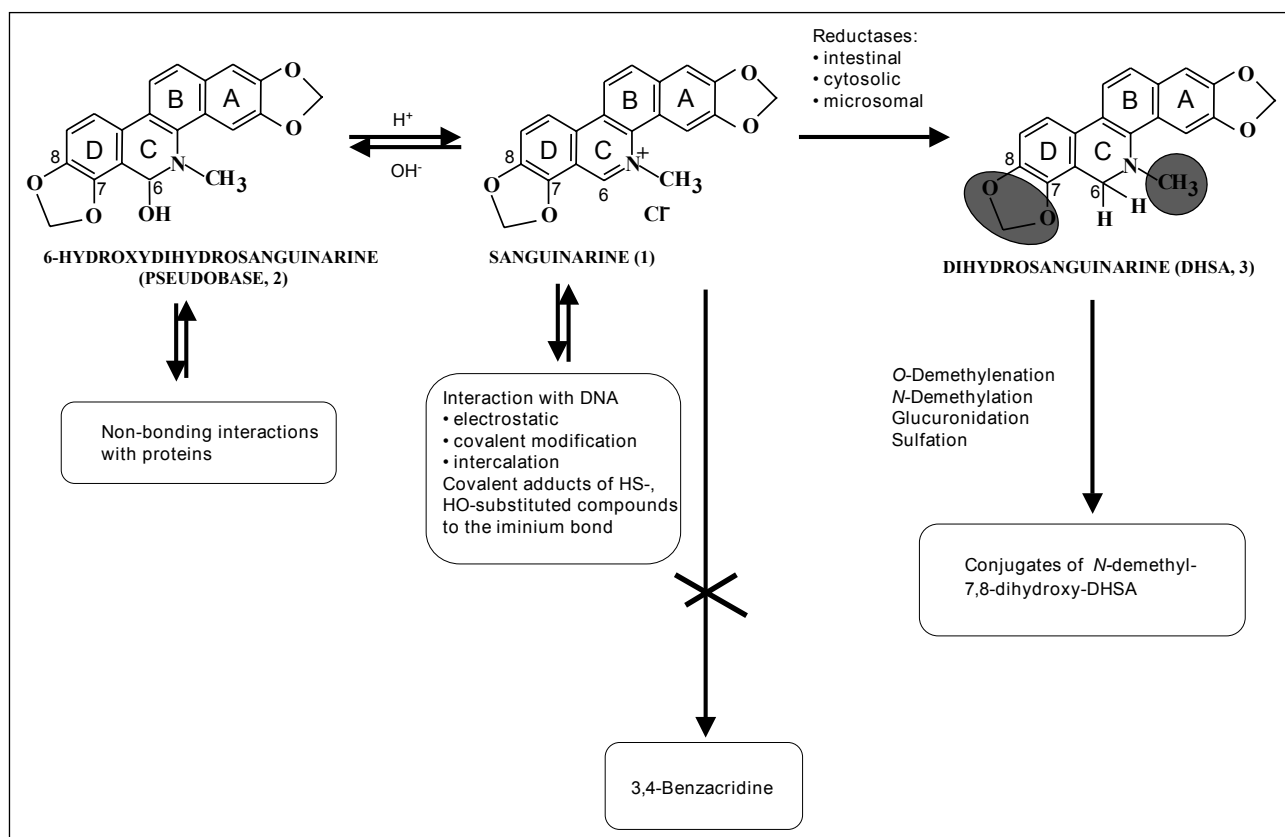 Reductases:
• intestinal
• cytosolic
• microsomal
O
O
B
A
D
C
8
7
6
N
CH3
O
O
OH
H+
OH-
O
O
B
A
D
C
8
7
6
N+
CH3
O
O
Cl-
O
O
B
A
D
C
8
7
6
N
CH3
O
O
H
H
6-HYDROXYDIHYDROSANGUINARINE
(PSEUDOBASE, 2)
SANGUINARINE (1)
DIHYDROSANGUINARINE (DHSA, 3)
Non-bonding interactions
with proteins
Interaction with DNA
• electrostatic
• covalent modification
• intercalation
Covalent adducts of HS-,
HO-substituted compounds
to the iminium bond
O-Demethylenation
N-Demethylation
Glucuronidation
Sulfation
Conjugates of N-demethyl-
7,8-dihydroxy-DHSA
3,4-Benzacridine